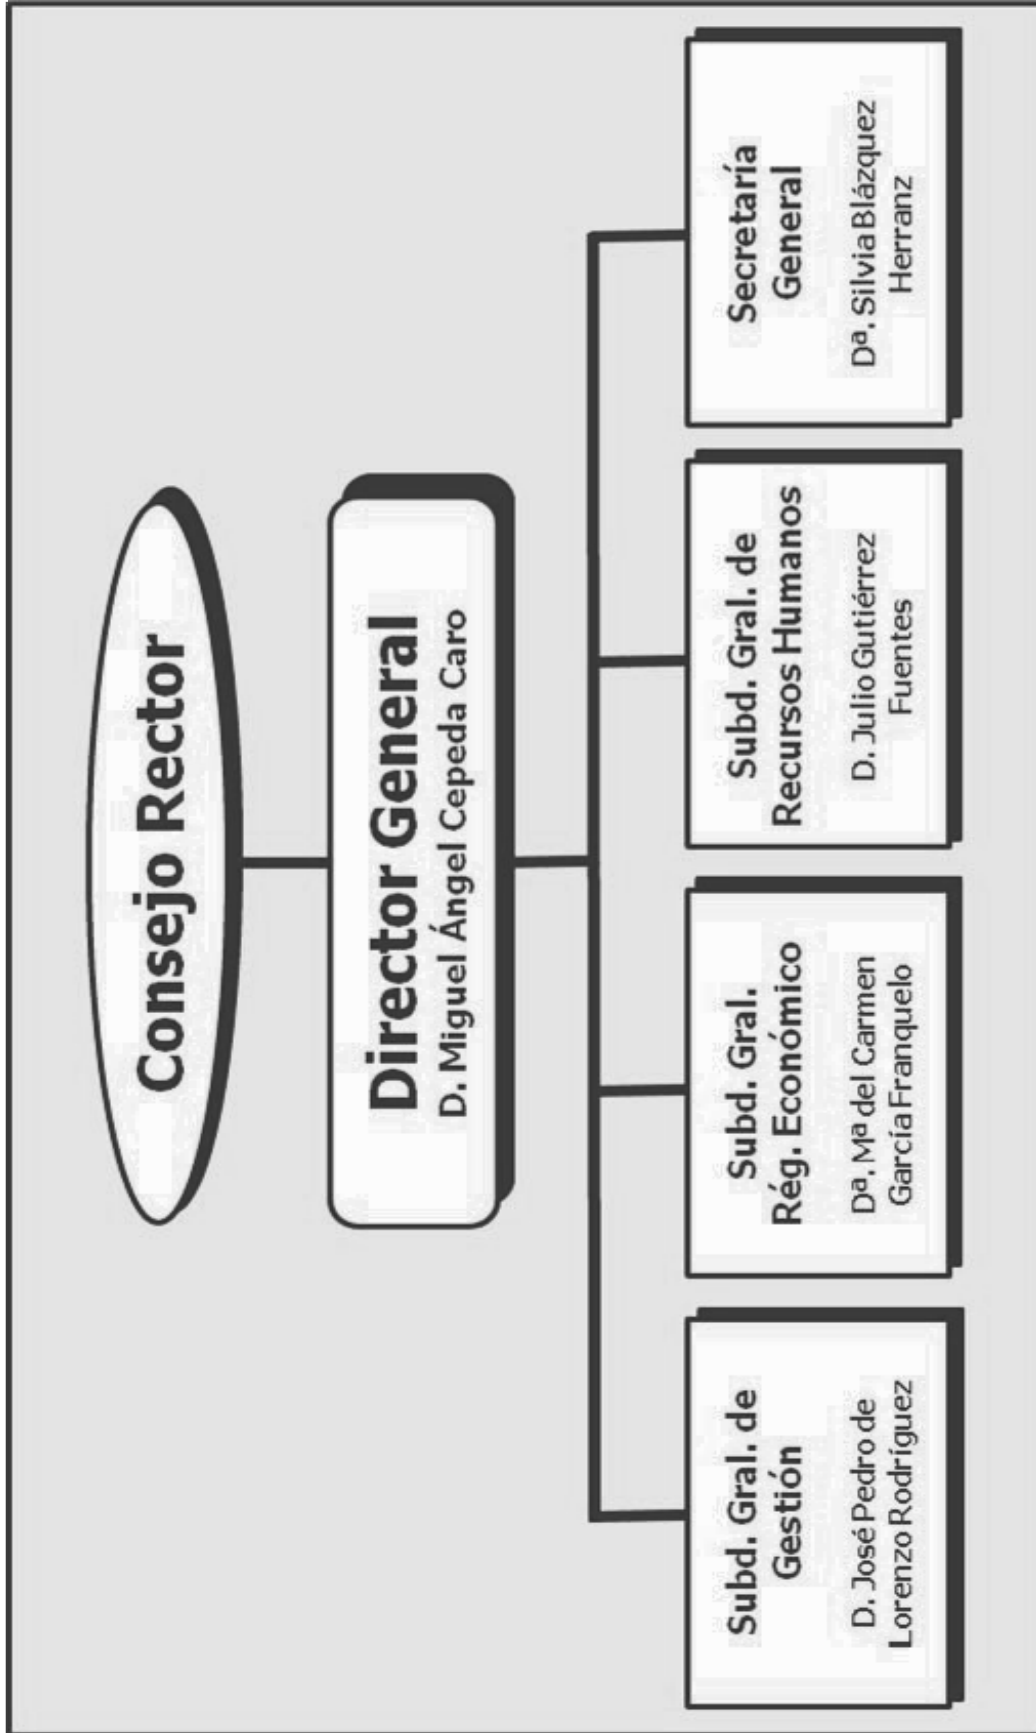 Consejo Rector
Director General
D. Miguel Ángel Cepeda Caro
Subd. Gral. de
Gestión
D. José Pedro de
Lorenzo Rodríguez
Subd. Gral.
Rég. Económico
Dª. Mª del Carmen
García Franquelo
Subd. Gral. de
Recursos Humanos
D. Julio Gutiérrez
Fuentes
Secretaría
General
Dª. Silvia Blázquez
Herranz